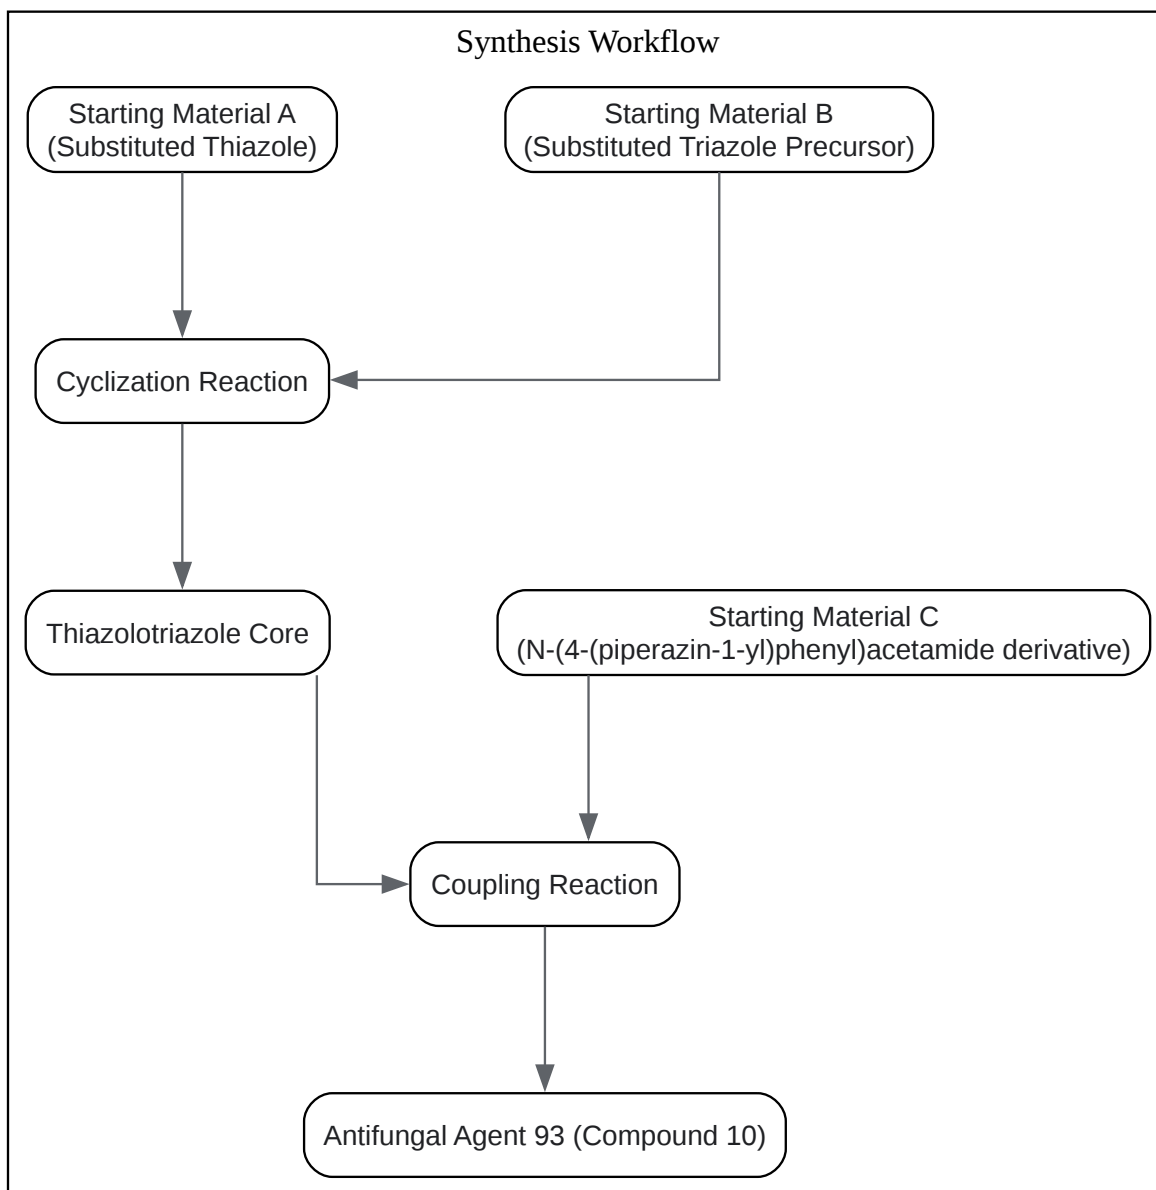 Synthesis Workflow
Starting Material A
(Substituted Thiazole)
Starting Material B
(Substituted Triazole Precursor)
Cyclization Reaction
Thiazolotriazole Core
Starting Material C
(N-(4-(piperazin-1-yl)phenyl)acetamide derivative)
Coupling Reaction
Antifungal Agent 93 (Compound 10)